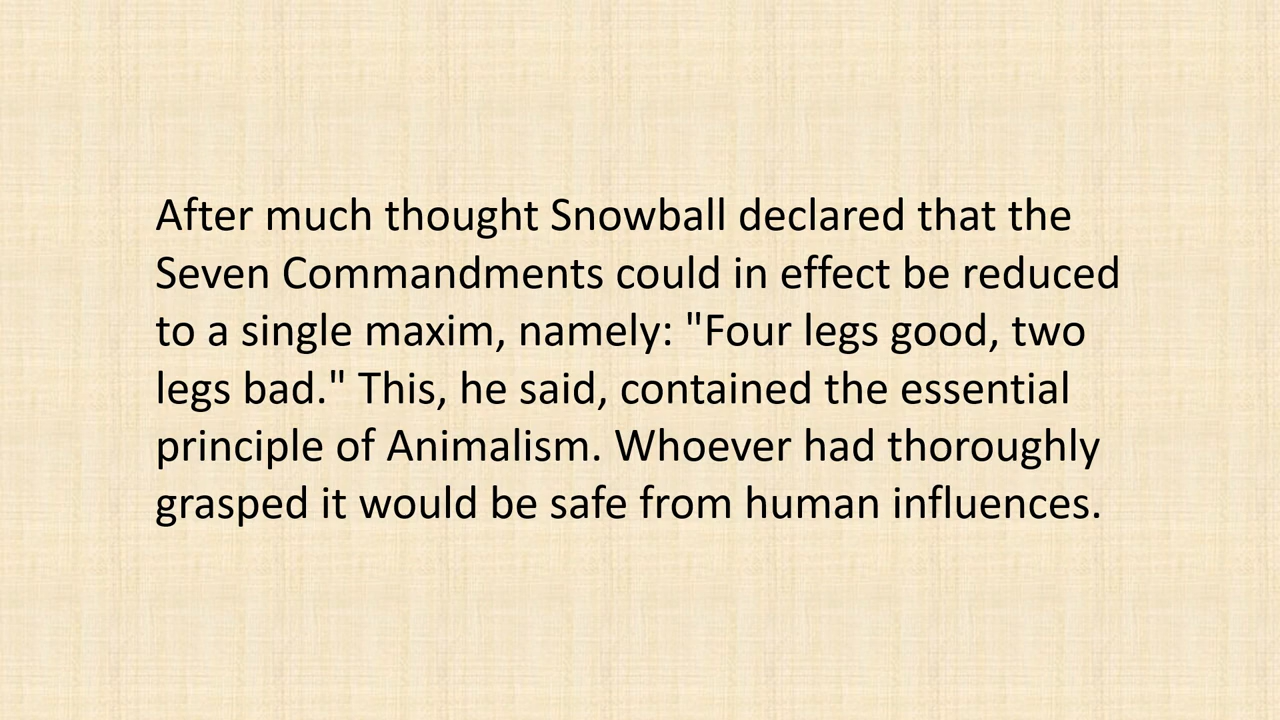 After much thought Snowball declared that the
Seven Commandments could in effect be reduced
to a single maxim, namely: "Four legs good, two
legs bad." This, he said, contained the essential
principle of Animalism. Whoever had thoroughly
grasped it would be safe from human influences.